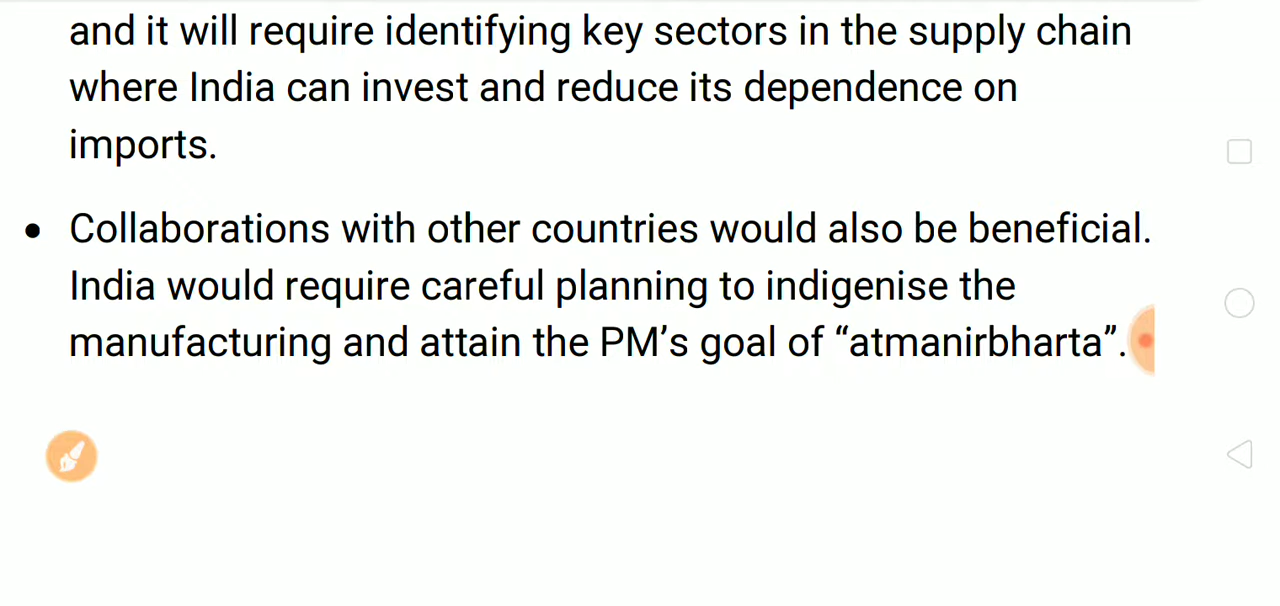 and it will require identifying key sectors in the supply chain
where India can invest and reduce its dependence on
imports.
• Collaborations with other countries would also be beneficial.
India would require careful planning to indigenise the
manufacturing and attain the PM’s goal of “atmanirbharta”.